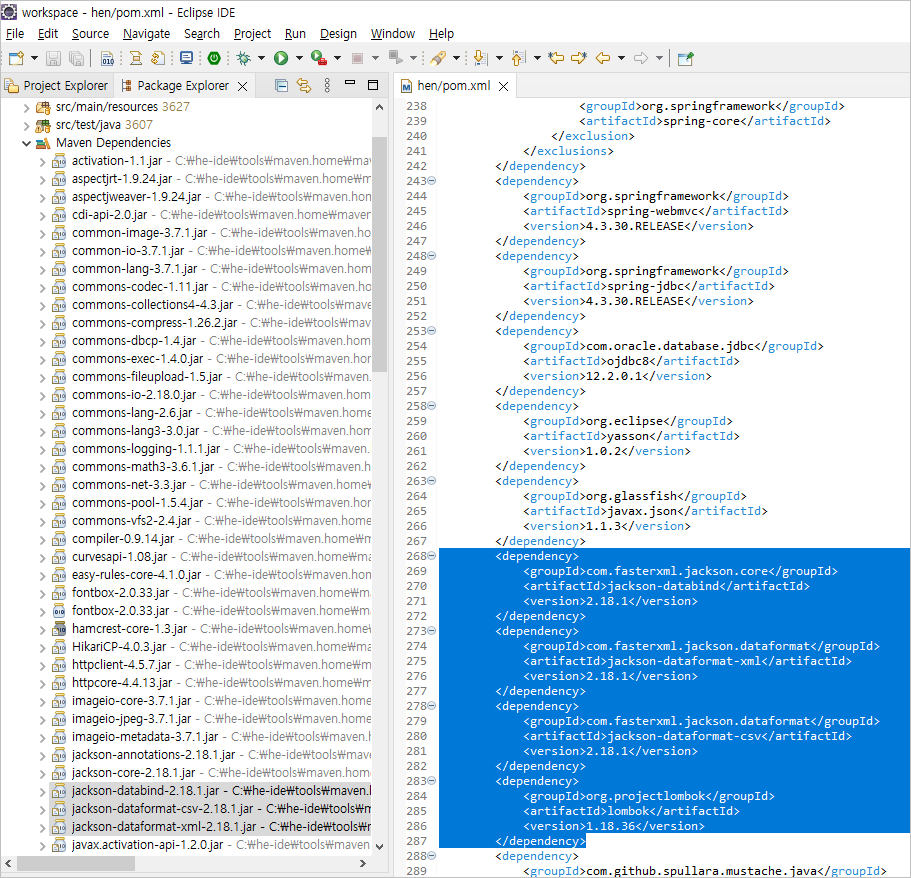 workspace - hen/pom.xml - Eclipse IDE
File Edit Source Navigate Search Project Run Design Window Help
Project Explorer Package Explorer
src/main/resources 3627
src/test/java 3607
Maven Dependencies
activation-1.1.jar - C:₩he-ide₩tools₩maven.home₩ma
aspectjrt-1.9.24.jar - C:₩he-ide₩tools₩maven.home₩
aspectjweaver-1.9.24.jar - C:₩he-ide₩tools₩maven.h
cdi-api-2.0.jar - C:₩he-ide₩tools₩maven.home₩mave
common-image-3.7.1.jar - C:₩he-ide₩tools₩maven.h
common-io-3.7.1.jar - C:₩he-ide₩tools₩maven.home
common-lang-3.7.1.jar - C:₩he-ide₩tools₩maven.hom
commons-codec-1.11.jar - C:₩he-ide₩tools₩maven.h
commons-collections4-4.3.jar - C:₩he-ide₩tools₩mav
commons-compress-1.26.2.jar - C:₩he-ide₩tools₩mav
commons-dbcp-1.4.jar - C:₩he-ide₩tools₩maven.hom
commons-exec-1.4.0.jar - C:₩he-ide₩tools₩maven.ho
commons-fileupload-1.5.jar - C:₩he-ide₩tools₩maven
commons-io-2.18.0.jar - C:₩he-ide₩tools₩maven.hom
commons-lang-2.6.jar - C:₩he-ide₩tools₩maven.home
commons-lang3-3.0.jar - C:₩he-ide₩tools₩maven.hom
commons-logging-1.1.1.jar - C:₩he-ide₩tools₩maven
commons-math3-3.6.1.jar - C:₩he-ide₩tools₩maven.h
commons-net-3.3.jar - C:₩he-ide₩tools₩maven.home
commons-pool-1.5.4.jar - C:₩he-ide₩tools₩maven.ho
commons-vfs2-2.4.jar - C:₩he-ide₩tools₩maven.hom
compiler-0.9.14.jar - C:₩he-ide₩tools₩maven.home₩
curvesapi-1.08.jar - C:₩he-ide₩tools₩maven.home₩m
easy-rules-core-4.1.0.jar - C:₩he-ide₩tools₩maven.h
fontbox-2.0.33.jar - C:₩he-ide₩tools₩maven.home₩m
fontbox-2.0.33.jar - C:₩he-ide₩tools₩maven.home₩m
hamcrest-core-1.3.jar - C:₩he-ide₩tools₩maven.home
HikariCP-4.0.3.jar - C:₩he-ide₩tools₩maven.home₩m
httpclient-4.5.7.jar - C:₩he-ide₩tools₩maven.home₩
httpcore-4.4.13.jar - C:₩he-ide₩tools₩maven.home₩
imageio-core-3.7.1.jar - C:₩he-ide₩tools₩maven.hom
imageio-jpeg-3.7.1.jar - C:₩he-ide₩tools₩maven.hom
imageio-metadata-3.7.1.jar - C:₩he-ide₩tools₩maven
jackson-annotations-2.18.1.jar - C:₩he-ide₩tools₩ma
jackson-core-2.18.1.jar - C:₩he-ide₩tools₩maven.hom
jackson-databind-2.18.1.jar - C:₩he-ide₩tools₩maven.h
jackson-dataformat-csv-2.18.1.jar - C:₩he-ide₩tools₩m
jackson-dataformat-xml-2.18.1.jar - C:₩he-ide₩tools₩r
javax.activation-api-1.2.0.jar - C:₩he-ide₩tools₩mave
hen/pom.xml
238 <groupId>org.springframework</groupId>
239 <artifactId>spring-core</artifactId>
240 </exclusion>
241 </exclusions>
242 </dependency>
243 <dependency>
244 <groupId>org.springframework</groupId>
245 <artifactId>spring-webmvc</artifactId>
246 <version>4.3.30.RELEASE</version>
247 </dependency>
248 <dependency>
249 <groupId>org.springframework</groupId>
250 <artifactId>spring-jdbc</artifactId>
251 <version>4.3.30.RELEASE</version>
252 </dependency>
253 <dependency>
254 <groupId>com.oracle.database.jdbc</groupId>
255 <artifactId>ojdbc8</artifactId>
256 <version>12.2.0.1</version>
257 </dependency>
258 <dependency>
259 <groupId>org.eclipse</groupId>
260 <artifactId>yasson</artifactId>
261 <version>1.0.2</version>
262 </dependency>
263 <dependency>
264 <groupId>org.glassfish</groupId>
265 <artifactId>javax.json</artifactId>
266 <version>1.1.3</version>
267 </dependency>
268 <dependency>
269 <groupId>com.fasterxml.jackson.core</groupId>
270 <artifactId>jackson-databind</artifactId>
271 <version>2.18.1</version>
272 </dependency>
273 <dependency>
274 <groupId>com.fasterxml.jackson.dataformat</groupId>
275 <artifactId>jackson-dataformat-xml</artifactId>
276 <version>2.18.1</version>
277 </dependency>
278 <dependency>
279 <groupId>com.fasterxml.jackson.dataformat</groupId>
280 <artifactId>jackson-dataformat-csv</artifactId>
281 <version>2.18.1</version>
282 </dependency>
283 <dependency>
284 <groupId>org.projectlombok</groupId>
285 <artifactId>lombok</artifactId>
286 <version>1.18.36</version>
287 </dependency>
288 <dependency>
289 <groupId>com.github.spullara.mustache.java</groupId>